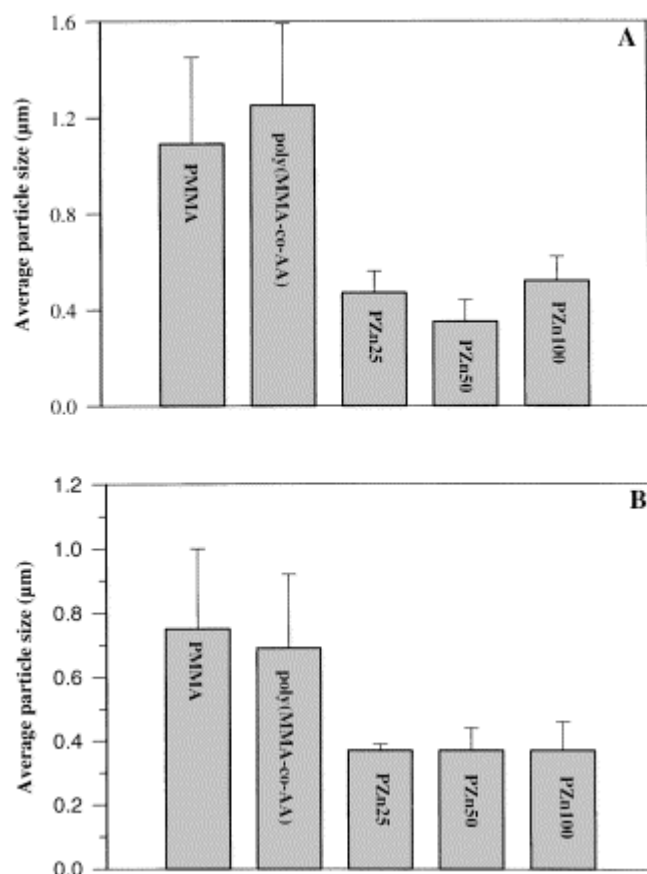 A
Average particle size (µm)
1.6
1.2
0.8
0.4
0.0
PMMA
poly(MMA-co-AA)
PZn25
PZn50
PZn100
B
Average particle size (µm)
1.2
1.0
0.8
0.6
0.4
0.2
0.0
PMMA
poly(MMA-co-AA)
PZn25
PZn50
PZn100